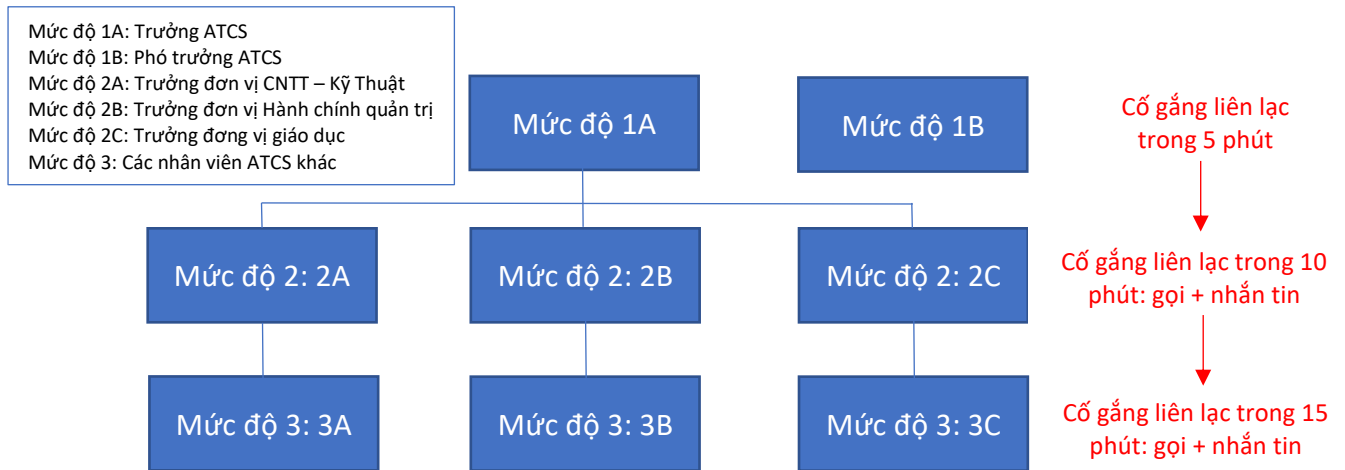 Mức độ 1A: Trưởng ATCS
Mức độ 1B: Phó trưởng ATCS
Mức độ 2A: Trưởng đơn vị CNTT – Kỹ Thuật
Mức độ 2B: Trưởng đơn vị Hành chính quản trị
Mức độ 2C: Trưởng đơng vị giáo dục
Mức độ 3: Các nhân viên ATCS khác
Mức độ 1A
Mức độ 1B
Cố gắng liên lạc
trong 5 phút
Mức độ 2: 2A
Mức độ 2: 2B
Mức độ 2: 2C
Cố gắng liên lạc trong 10
phút: gọi + nhắn tin
Mức độ 3: 3A
Mức độ 3: 3B
Mức độ 3: 3C
Cố gắng liên lạc trong 15
phút: gọi + nhắn tin